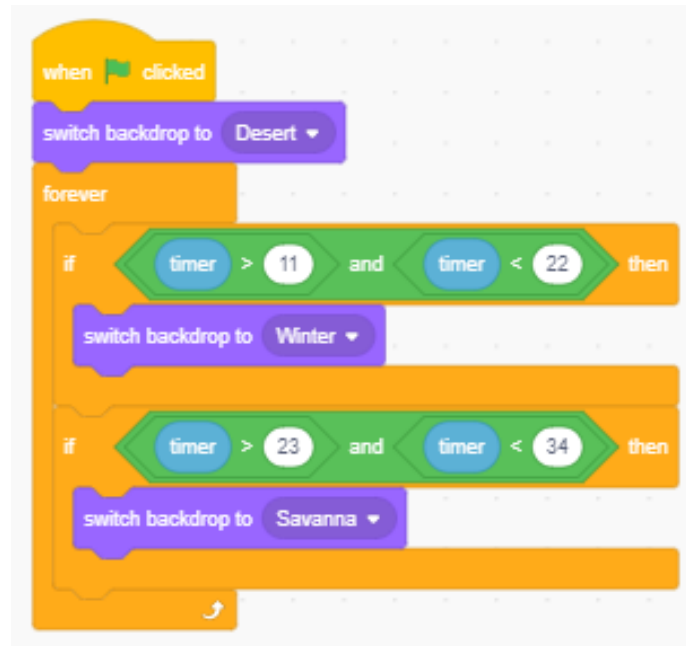 when clicked
switch backdrop to Desert
forever
if timer > 11 and timer < 22 then
switch backdrop to Winter
if timer > 23 and timer < 34 then
switch backdrop to Savanna